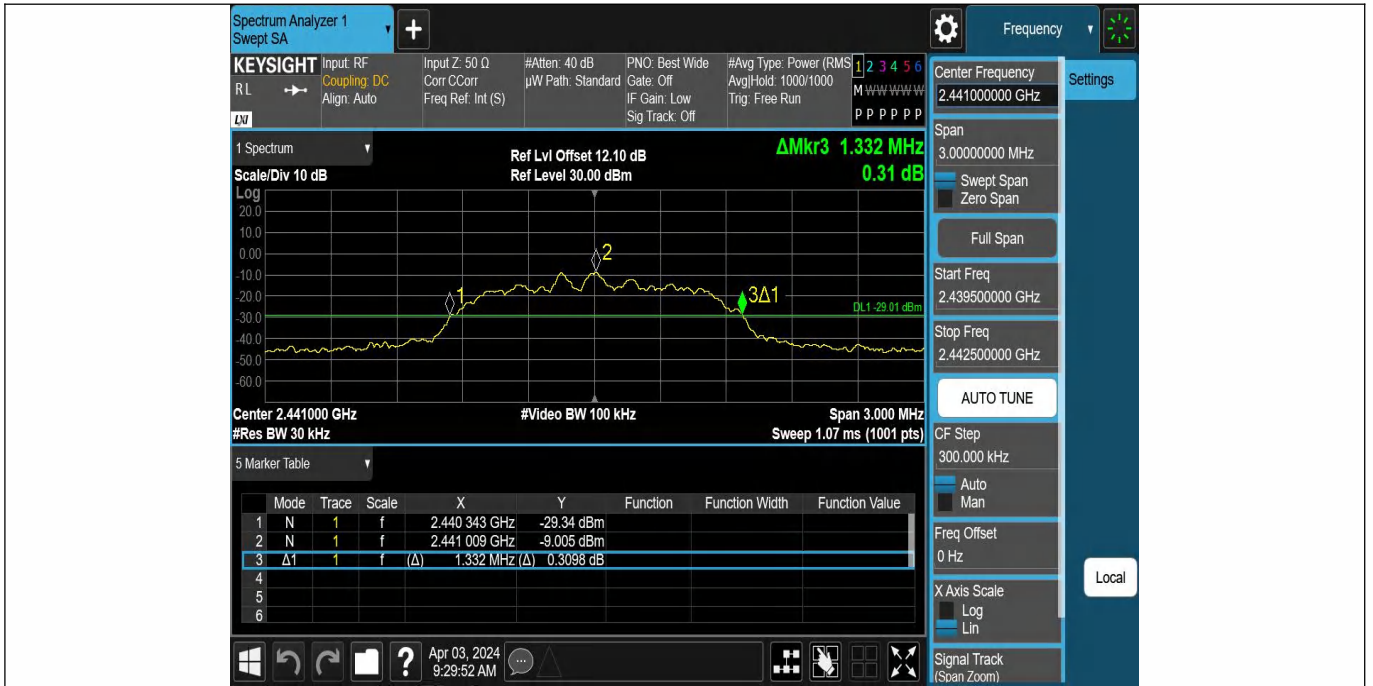 Spectrum Analyzer 1
Swept SA
+
Frequency
KEYSIGHT
RL
LXI
Input: RF
Coupling: DC
Align: Auto
Input Z: 50 Ω
Corr CCorr
Freq Ref: Int (S)
#Atten: 40 dB
µW Path: Standard
PNO: Best Wide
Gate: Off
IF Gain: Low
Sig Track: Off
#Avg Type: Power (RMS
Avg|Hold: 1000/1000
Trig: Free Run
1 2 3 4 5 6
M W W W W W
P P P P P P
1 Spectrum
Scale/Div 10 dB
Ref Lvl Offset 12.10 dB
Ref Level 30.00 dBm
ΔMkr3 1.332 MHz
0.31 dB
Log
20.0
10.0
0.00
-10.0
-20.0
-30.0
-40.0
-50.0
-60.0
1
2
3Δ1
DL1 -29.01 dBm
Center 2.441000 GHz
#Video BW 100 kHz
Span 3.000 MHz
#Res BW 30 kHz
Sweep 1.07 ms (1001 pts)
5 Marker Table
Mode Trace Scale X Y Function Function Width Function Value
1 N 1 f 2.440 343 GHz -29.34 dBm
2 N 1 f 2.441 009 GHz -9.005 dBm
3 Δ1 1 f (Δ) 1.332 MHz (Δ) 0.3098 dB
4
5
6
?
Apr 03, 2024
9:29:52 AM
Center Frequency
2.441000000 GHz
Span
3.00000000 MHz
Swept Span
Zero Span
Full Span
Start Freq
2.439500000 GHz
Stop Freq
2.442500000 GHz
AUTO TUNE
CF Step
300.000 kHz
Auto
Man
Freq Offset
0 Hz
X Axis Scale
Log
Lin
Signal Track
(Span Zoom)
Settings
Local